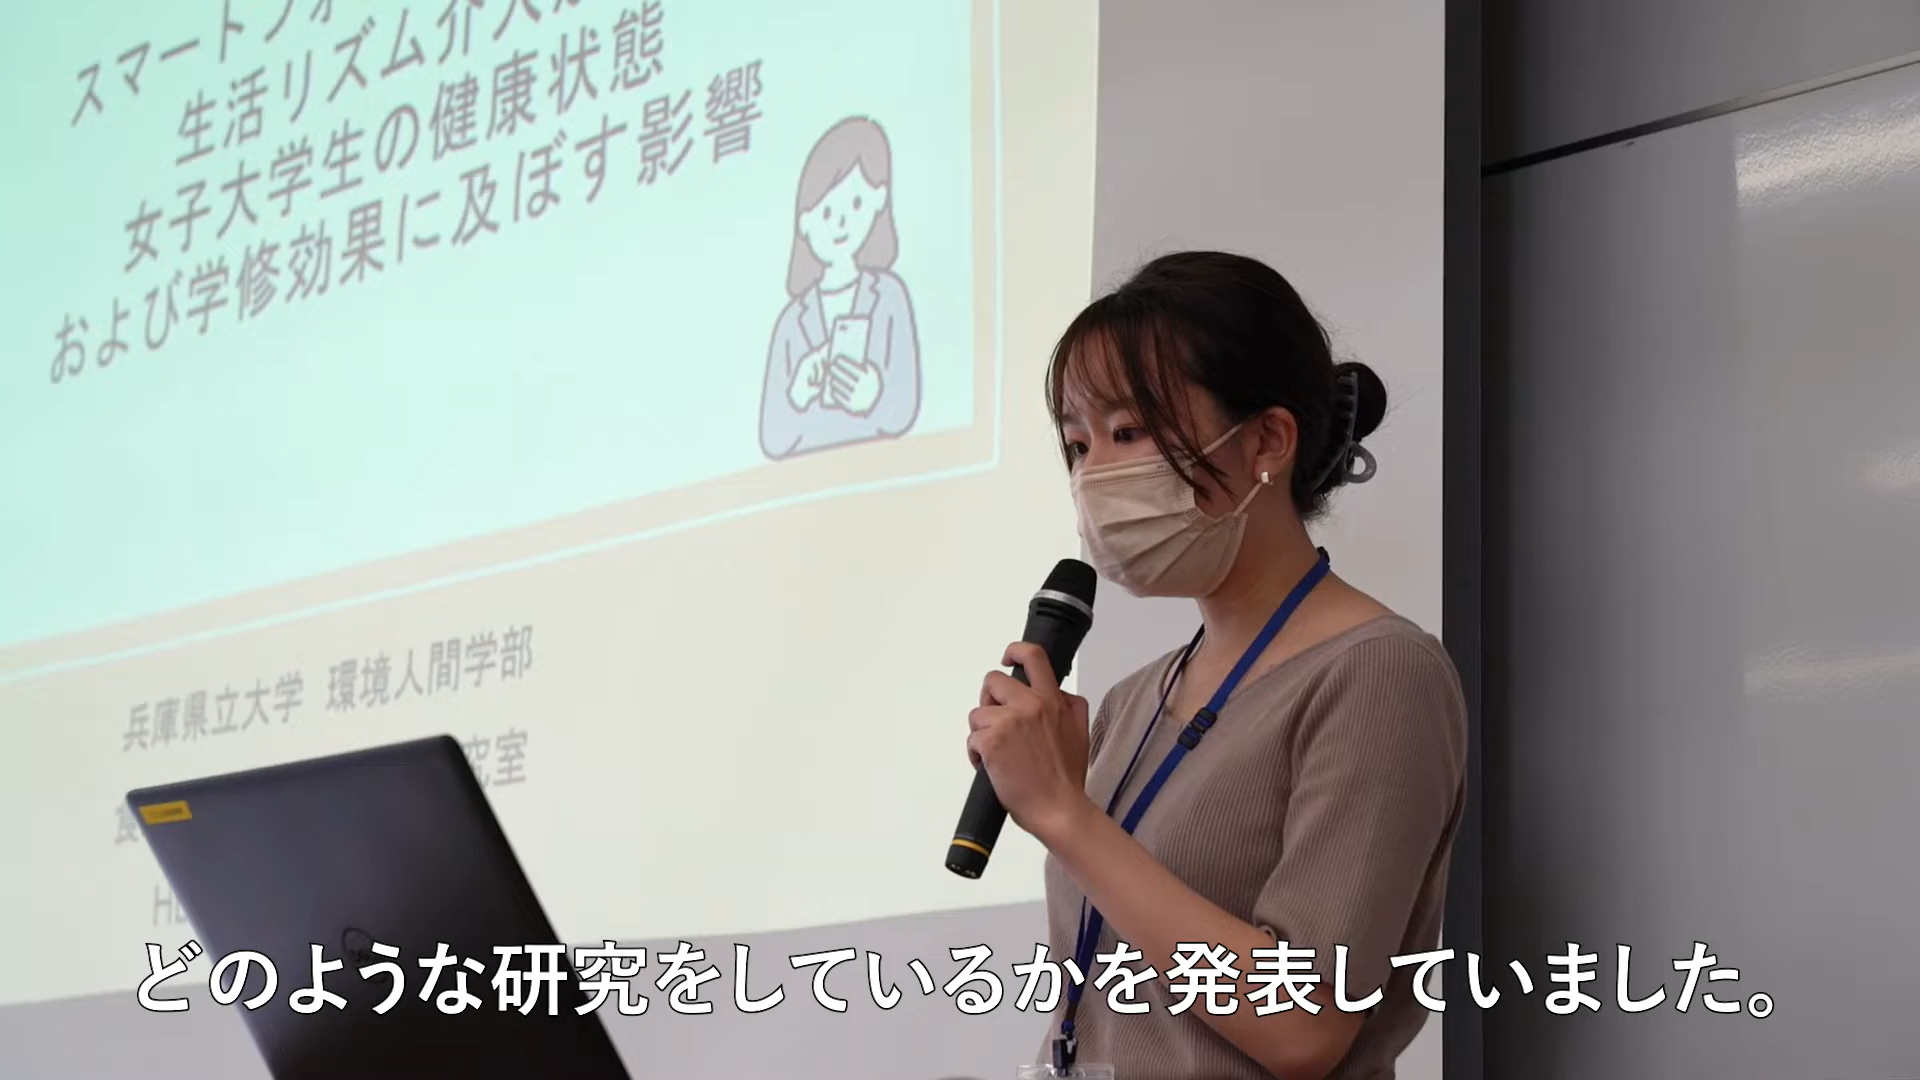 スマートフォ
生活リズム介入が
女子大学生の健康状態
および学修効果に及ぼす影響
兵庫県立大学 環境人間学部
究室
どのような研究をしているかを発表していました。